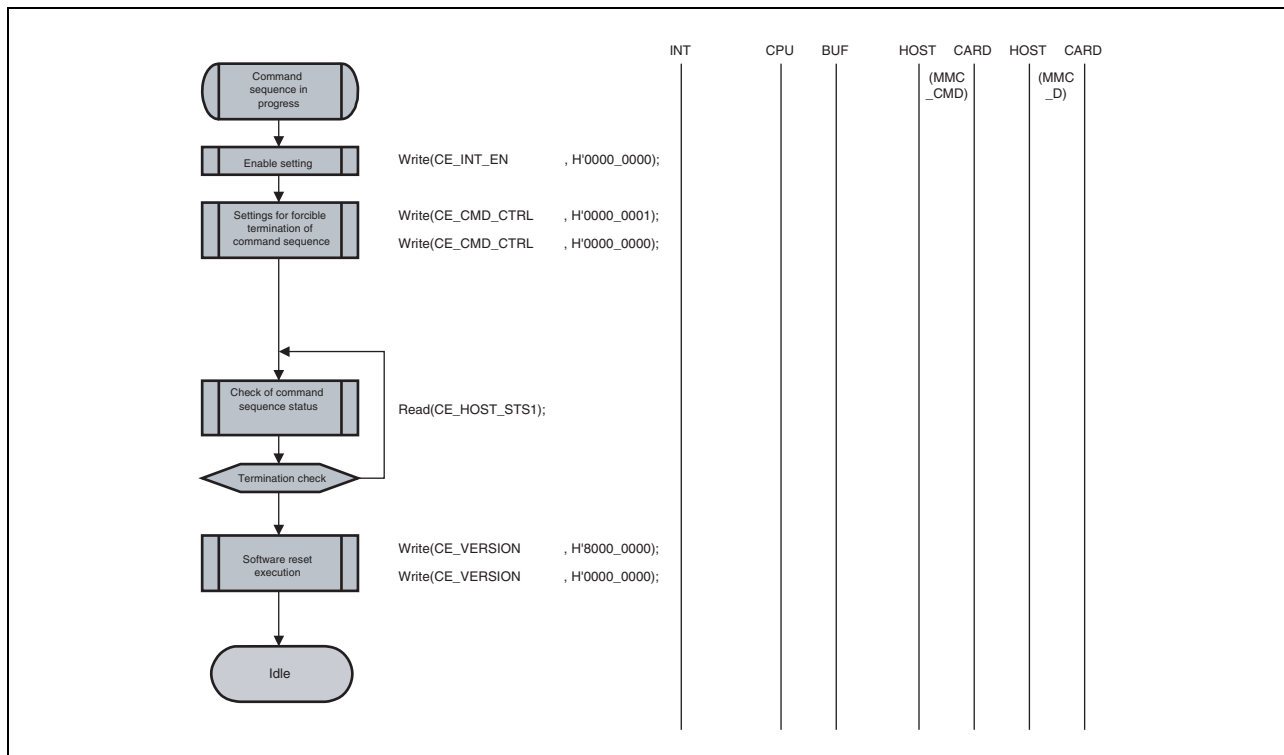 INT CPU BUF HOST CARD HOST CARD
(MMC
_CMD)
(MMC
_D)
Command
sequence in
progress
Enable setting
Write(CE_INT_EN , H'0000_0000);
Settings for forcible
termination of
command sequence
Write(CE_CMD_CTRL , H'0000_0001);
Write(CE_CMD_CTRL , H'0000_0000);
Check of command
sequence status
Read(CE_HOST_STS1);
Termination check
Software reset
execution
Write(CE_VERSION , H'8000_0000);
Write(CE_VERSION , H'0000_0000);
Idle